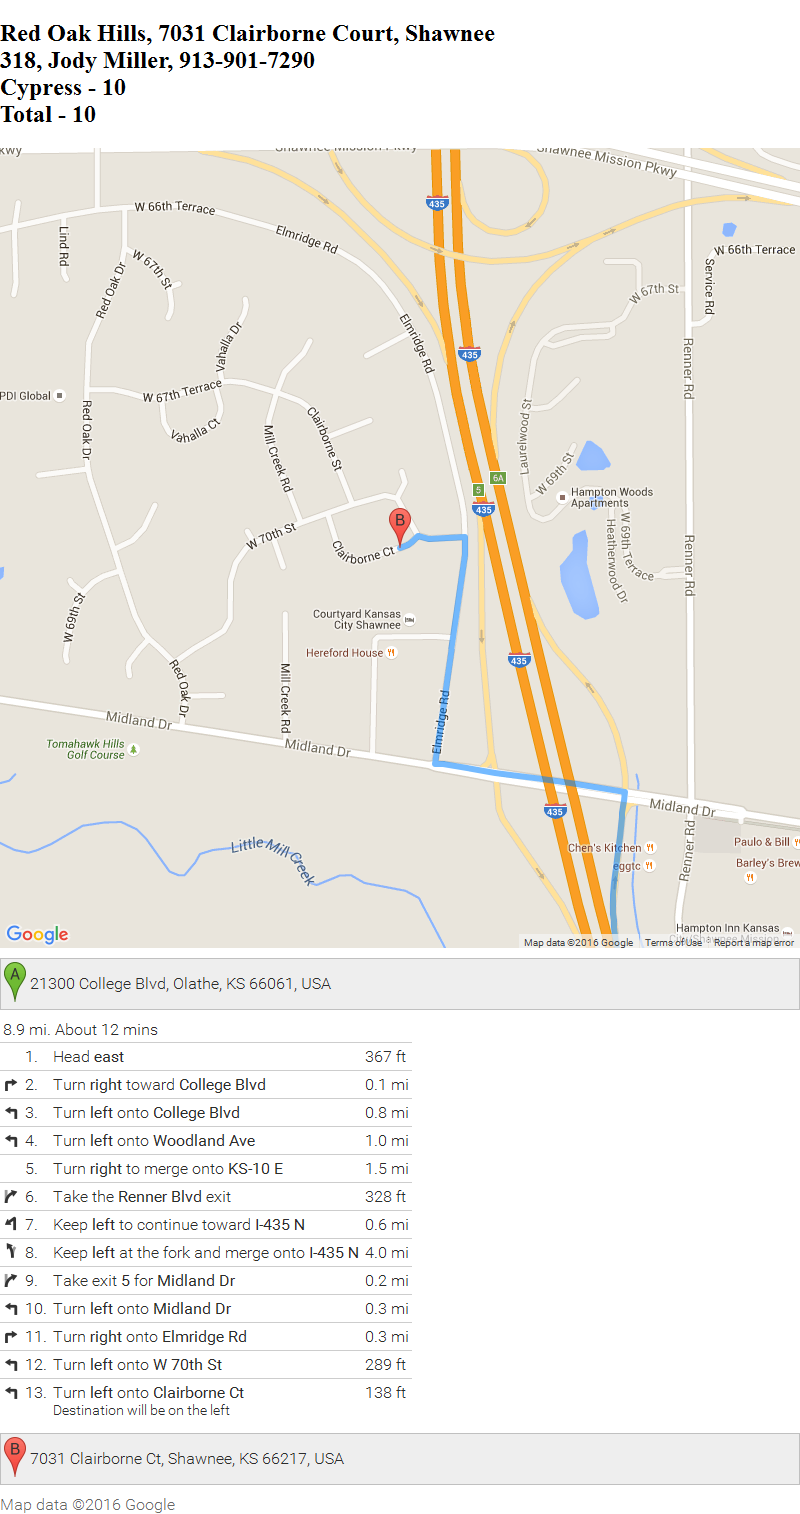 Red Oak Hills, 7031 Clairborne Court, Shawnee
318, Jody Miller, 913-901-7290
Cypress - 10
Total - 10
kwy
Shawnee Mission Pkwy
Shawnee Mission Pkwy
W 66th Terrace
435
Elmridge Rd
Lind Rd
W 67th St
Red Oak Dr
W 66th Terrace
Service Rd
W 67th St
Elmridge Rd
Vahalla Dr
435
Renner Rd
PDI Global
W 67th Terrace
Red Oak Dr
Vahalla Ct
Clairborne St
Mill Creek Rd
Laurelwood St
W 69th St
6A
5
435
Hampton Woods
Apartments
B
W 70th St
Clairborne Ct
W 69th Terrace
Heatherwood Dr
Renner Rd
W 69th St
Courtyard Kansas
City Shawnee
Hereford House
435
Red Oak Dr
Mill Creek Rd
Elmridge Rd
Midland Dr
Midland Dr
Tomahawk Hills
Golf Course
435
Midland Dr
Renner Rd
Little Mill Creek
Chen's Kitchen
eggtc
Paulo & Bill
Barley's Brew
Hampton Inn Kansas
City/Shawnee Mission
Google
Map data ©2016 Google
Terms of Use
Report a map error
A
21300 College Blvd, Olathe, KS 66061, USA
8.9 mi. About 12 mins
1. Head east 367 ft
2. Turn right toward College Blvd 0.1 mi
3. Turn left onto College Blvd 0.8 mi
4. Turn left onto Woodland Ave 1.0 mi
5. Turn right to merge onto KS-10 E 1.5 mi
6. Take the Renner Blvd exit 328 ft
7. Keep left to continue toward I-435 N 0.6 mi
8. Keep left at the fork and merge onto I-435 N 4.0 mi
9. Take exit 5 for Midland Dr 0.2 mi
10. Turn left onto Midland Dr 0.3 mi
11. Turn right onto Elmridge Rd 0.3 mi
12. Turn left onto W 70th St 289 ft
13. Turn left onto Clairborne Ct 138 ft
Destination will be on the left
B
7031 Clairborne Ct, Shawnee, KS 66217, USA
Map data ©2016 Google